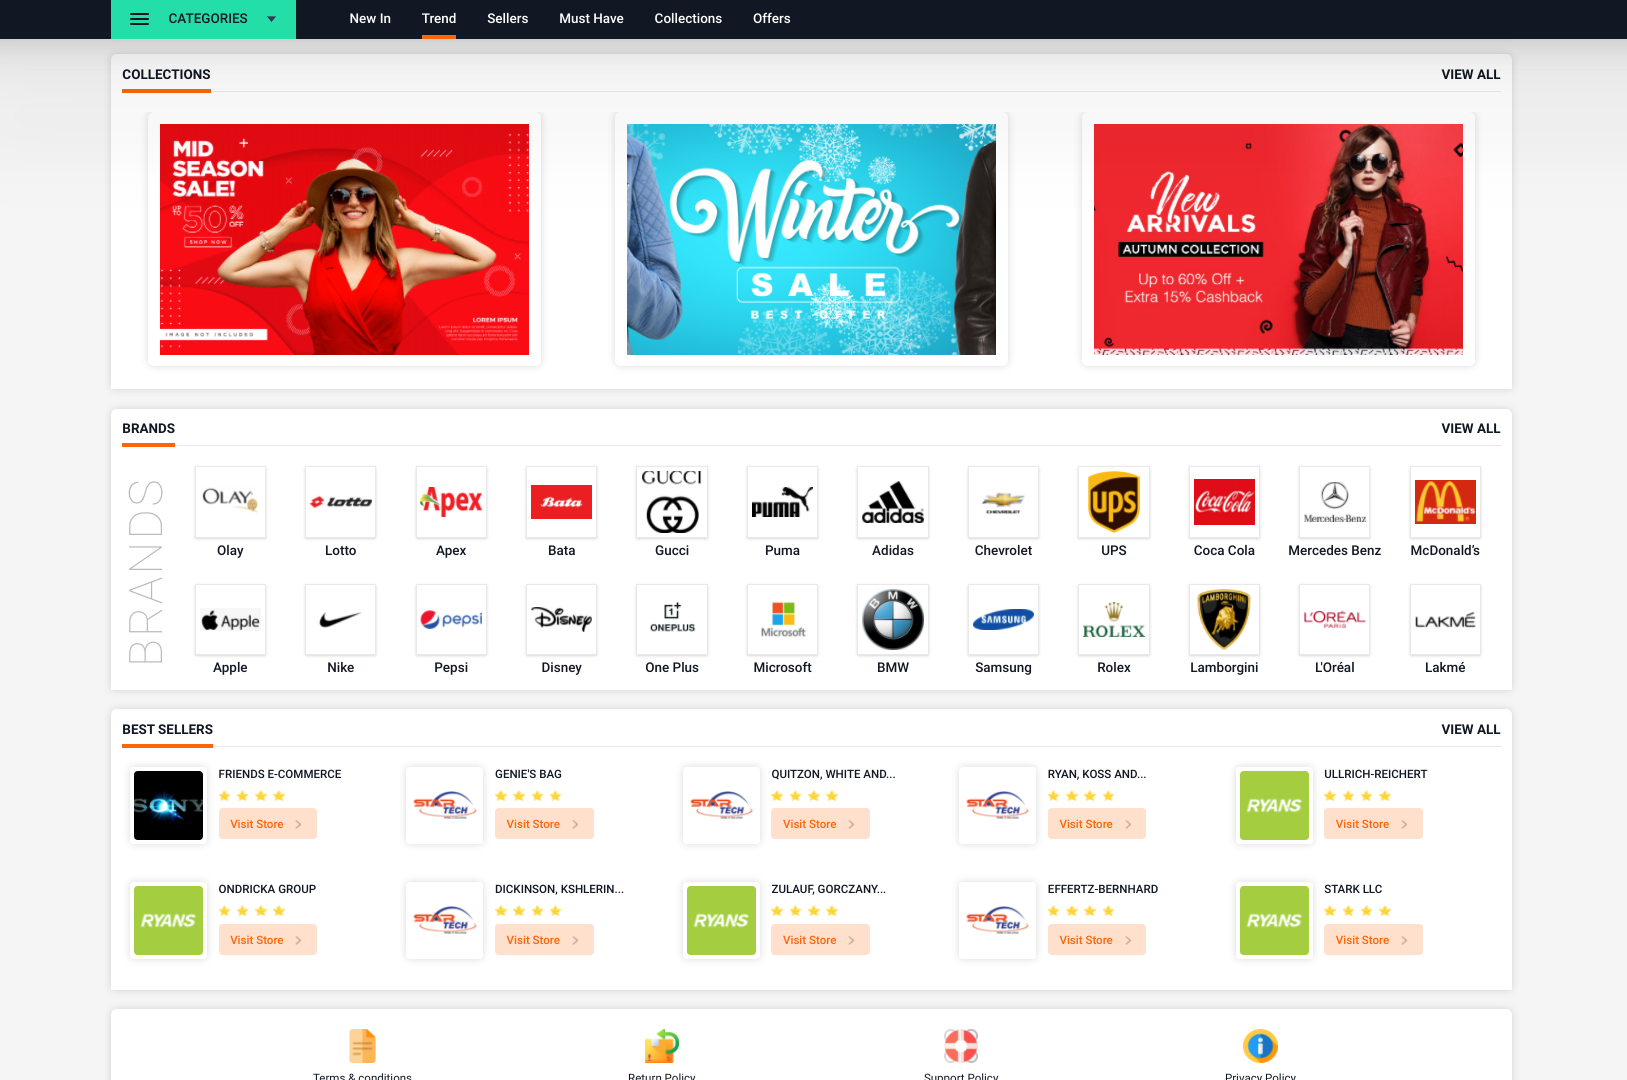 CATEGORIES
New In
Trend
Sellers
Must Have
Collections
Offers
COLLECTIONS
VIEW ALL
MID
SEASON
SALE!
UP TO 50% OFF
SHOP NOW
IMAGE NOT INCLUDED
LOREM IPSUM
Winter
SALE
BEST OFFER
New
ARRIVALS
AUTUMN COLLECTION
Up to 60% Off +
Extra 15% Cashback
BRANDS
VIEW ALL
BRANDS
OLAY
lotto
Apex
Bata
GUCCI
PUMA
adidas
CHEVROLET
ups
Coca-Cola
Mercedes-Benz
McDonald's
Olay
Lotto
Apex
Bata
Gucci
Puma
Adidas
Chevrolet
UPS
Coca Cola
Mercedes Benz
McDonald's
Apple
pepsi
Disney
1+
ONEPLUS
Microsoft
BMW
SAMSUNG
ROLEX
LAMBORGHINI
L'ORÉAL
PARIS
LAKMÉ
Apple
Nike
Pepsi
Disney
One Plus
Microsoft
BMW
Samsung
Rolex
Lamborgini
L'Oréal
Lakmé
BEST SELLERS
VIEW ALL
SONY
FRIENDS E-COMMERCE
Visit Store
STAR TECH
GENIE'S BAG
Visit Store
STAR TECH
QUITZON, WHITE AND...
Visit Store
STAR TECH
RYAN, KOSS AND...
Visit Store
RYANS
ULLRICH-REICHERT
Visit Store
RYANS
ONDRICKA GROUP
Visit Store
STAR TECH
DICKINSON, KSHLERIN...
Visit Store
RYANS
ZULAUF, GORCZANY...
Visit Store
STAR TECH
EFFERTZ-BERNHARD
Visit Store
RYANS
STARK LLC
Visit Store
Terms & conditions
Return Policy
Support Policy
Privacy Policy